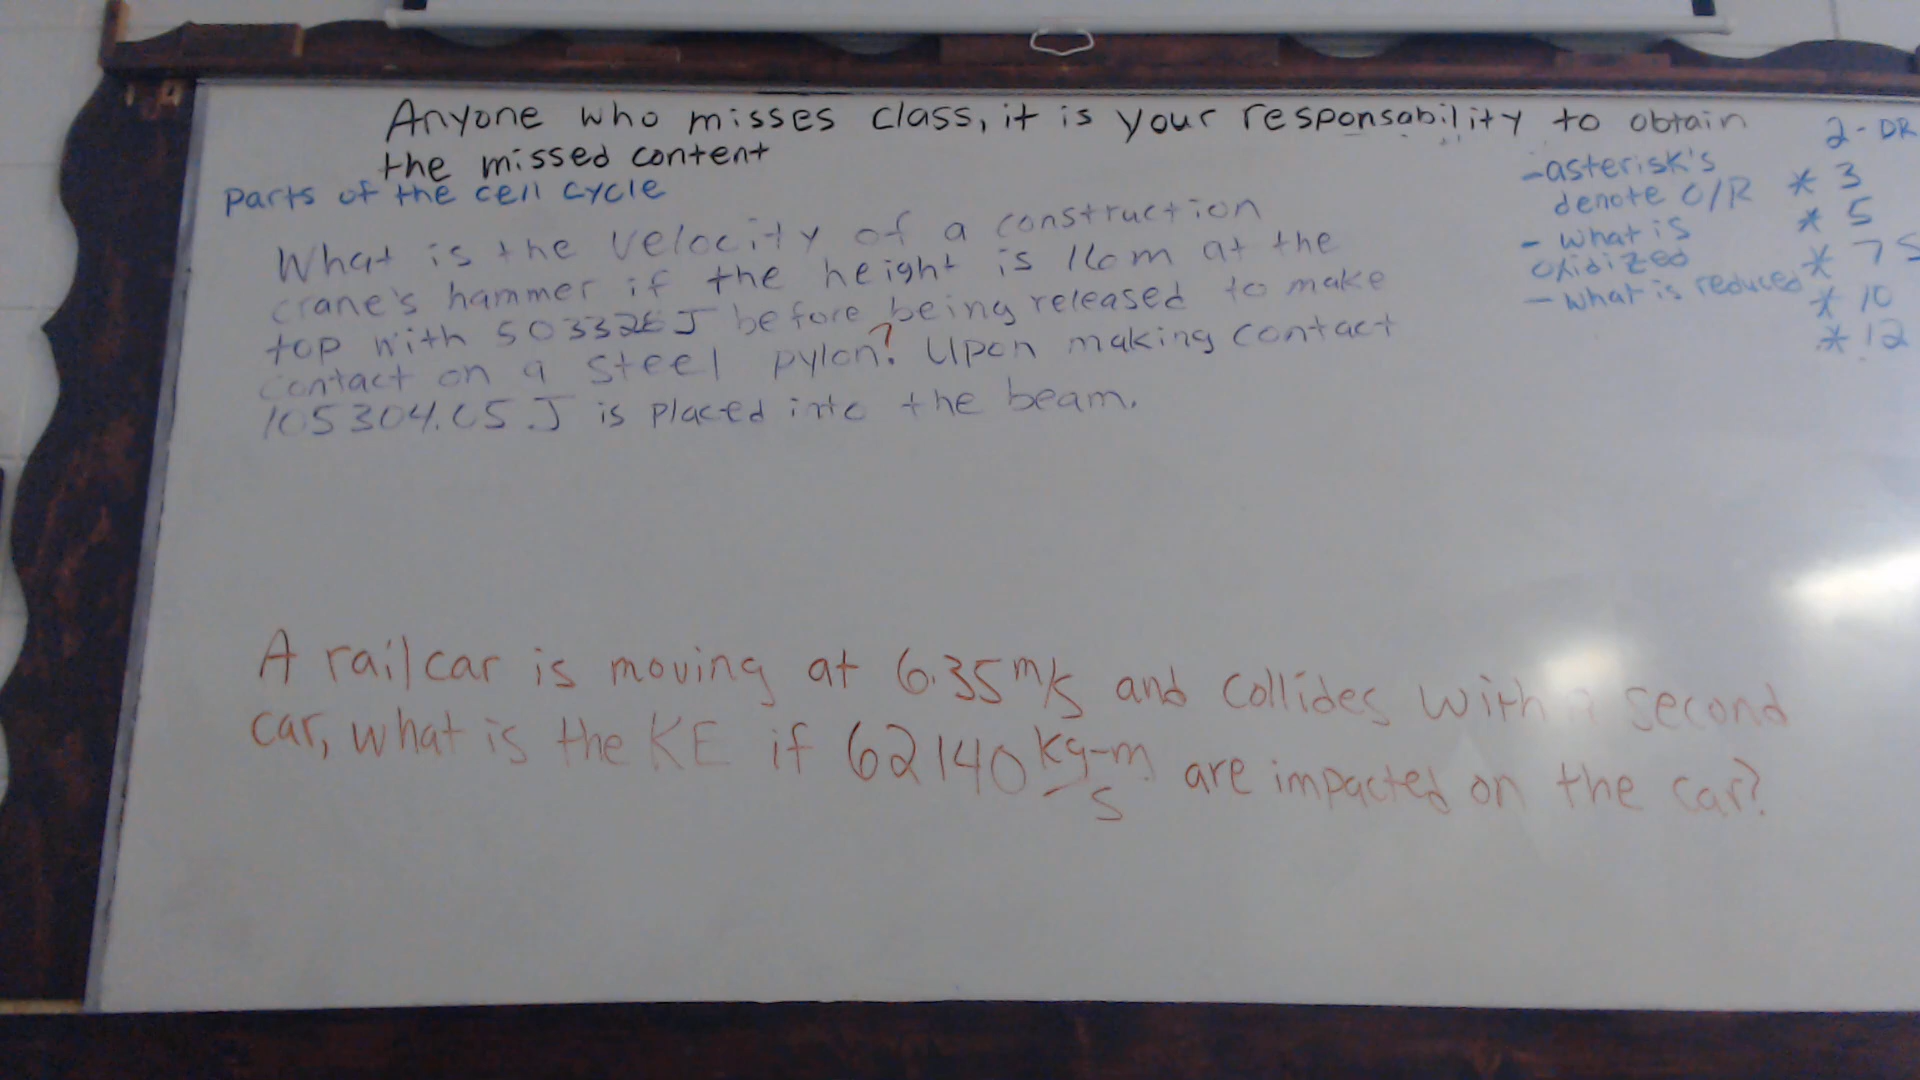 Anyone who misses class, it is your responsability to obtain
the missed content
Parts of the cell cycle
What is the velocity of a construction
crane's hammer if the height is 16m at the
top with 503328J before being released to make
contact on a steel pylon? Upon making contact
105304.05 J is placed into the beam.
2-DR
-asterisk's
denote O/R
- what is
oxidized
- what is reduced
* 3
* 5
* 7 S
* 10
* 12
A railcar is moving at 6.35 m/s and collides with a second
car, what is the KE if 62140 kg-m/s are impacted on the car?